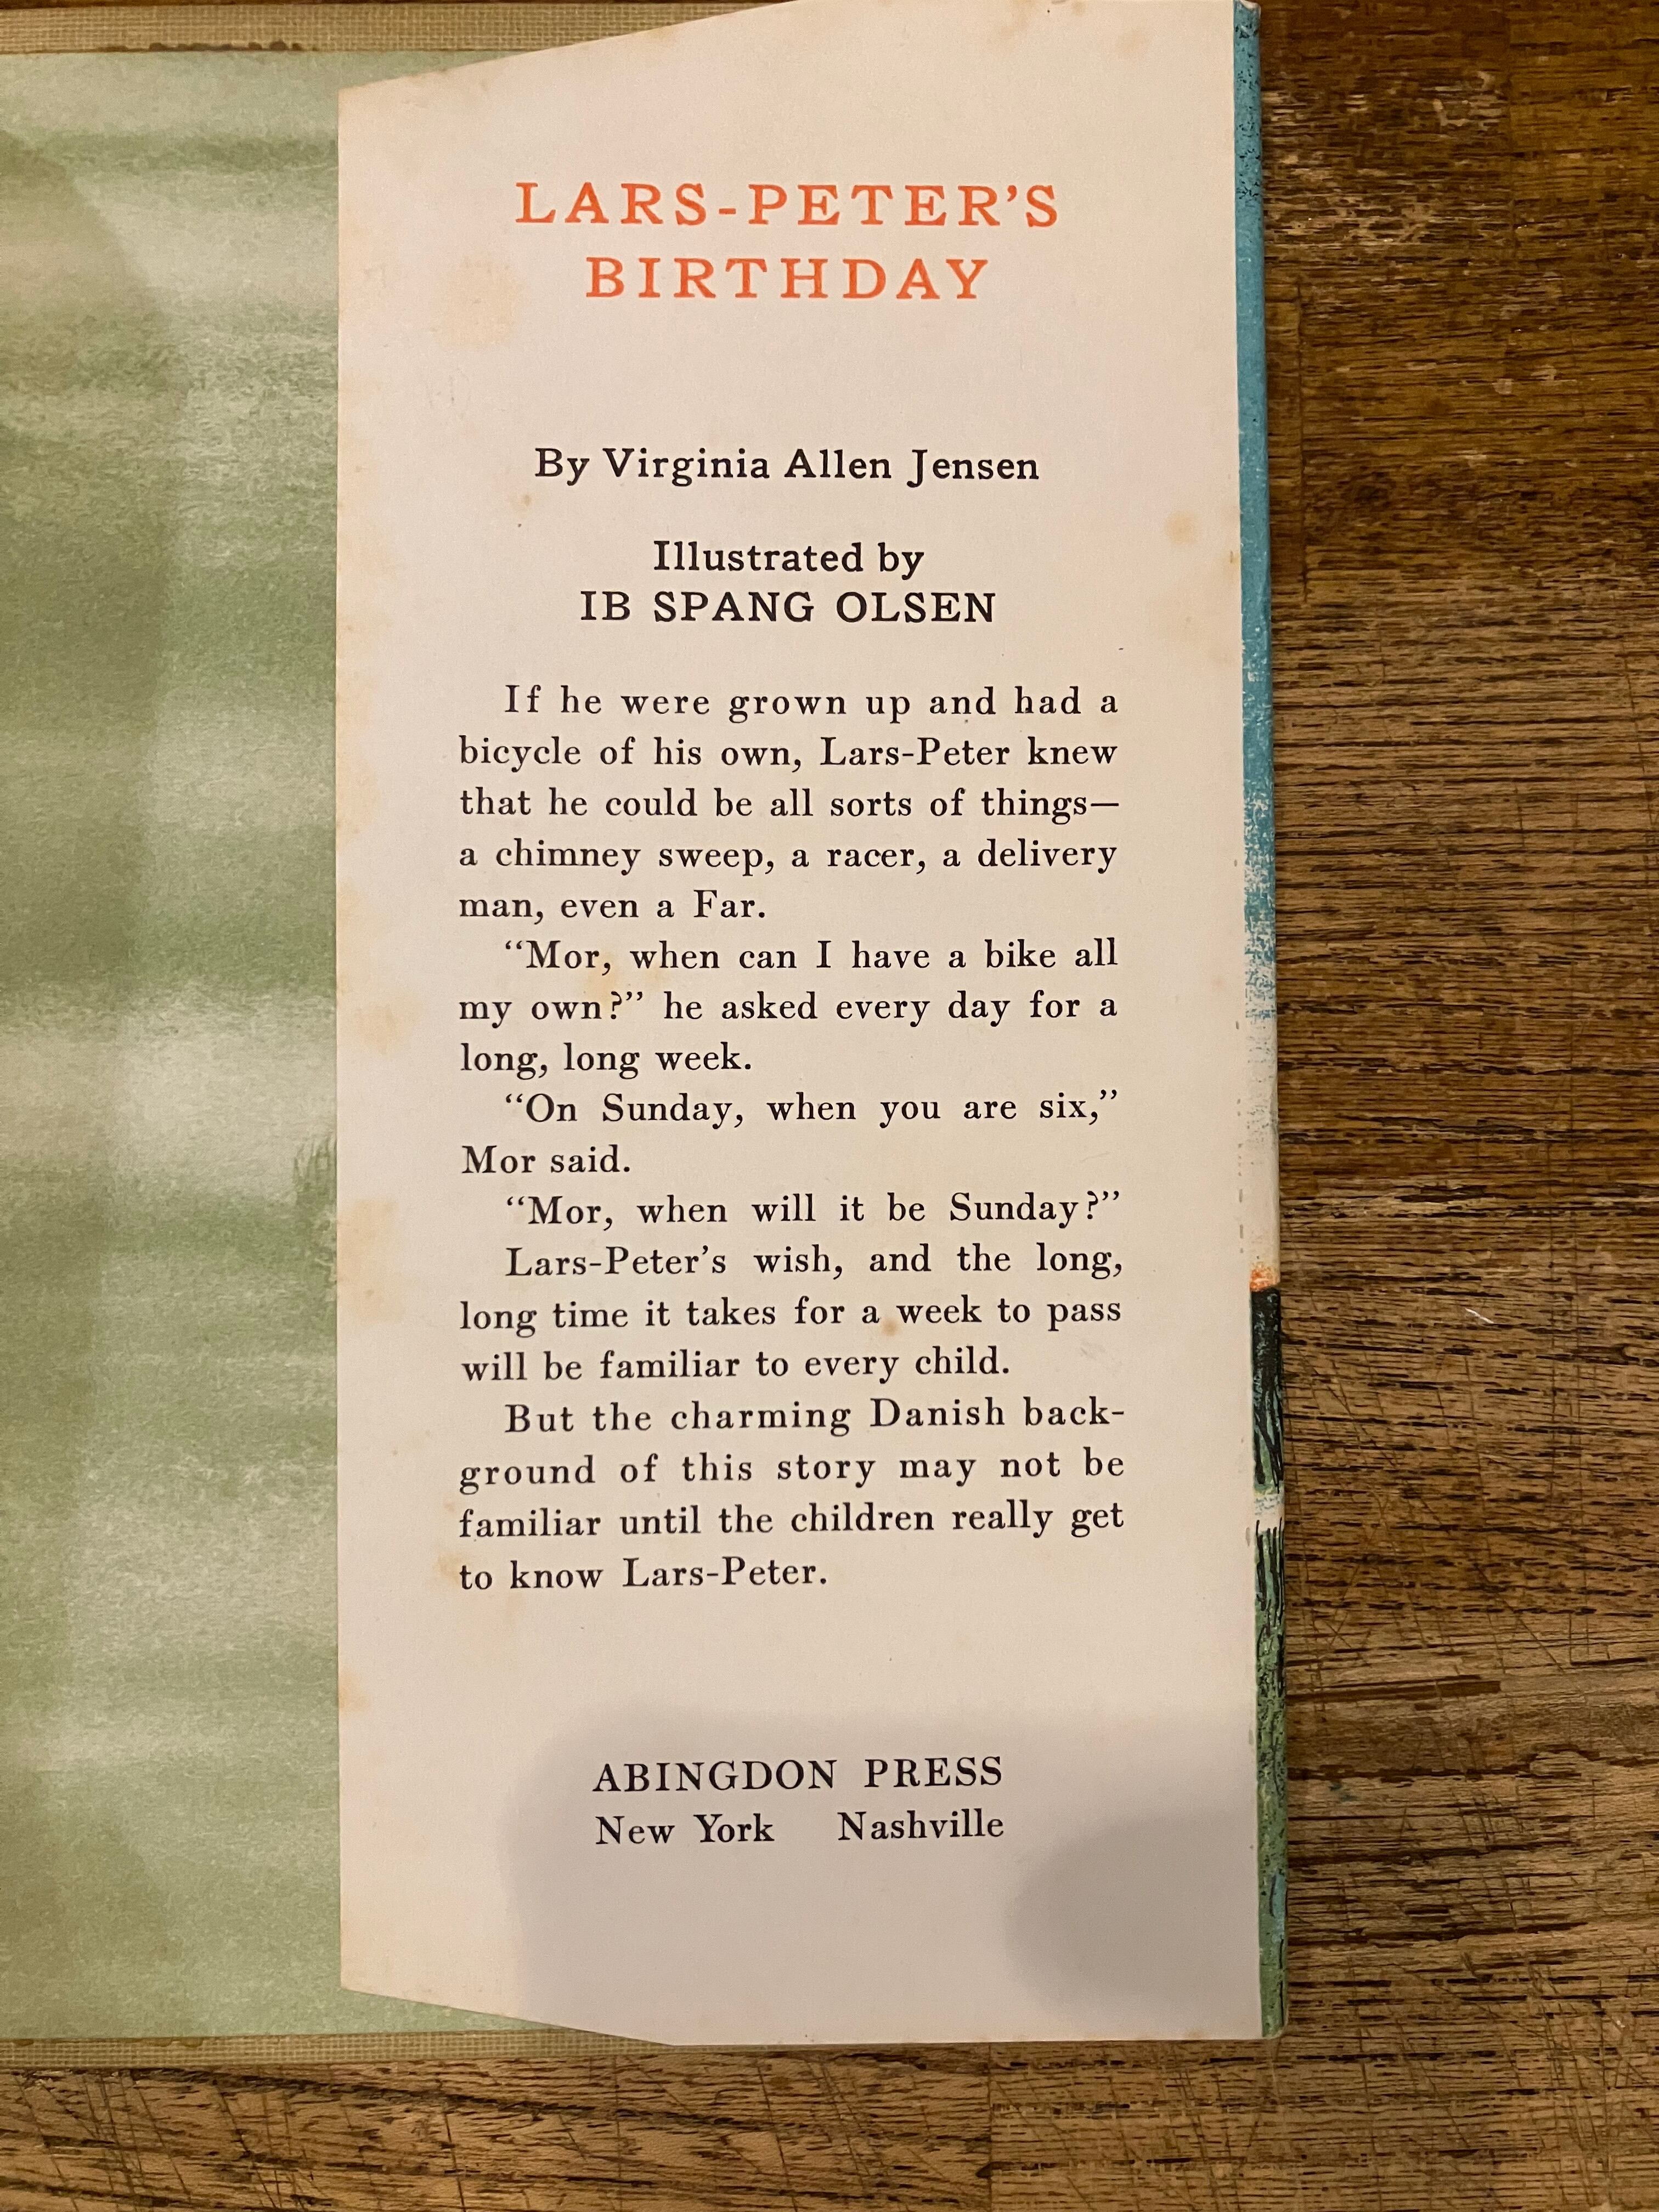 LARS-PETER'S
BIRTHDAY
By Virginia Allen Jensen
Illustrated by
IB SPANG OLSEN
If he were grown up and had a
bicycle of his own, Lars-Peter knew
that he could be all sorts of things—
a chimney sweep, a racer, a delivery
man, even a Far.
“Mor, when can I have a bike all
my own?” he asked every day for a
long, long week.
“On Sunday, when you are six,”
Mor said.
“Mor, when will it be Sunday?”
Lars-Peter’s wish, and the long,
long time it takes for a week to pass
will be familiar to every child.
But the charming Danish back-
ground of this story may not be
familiar until the children really get
to know Lars-Peter.
ABINGDON PRESS
New York Nashville